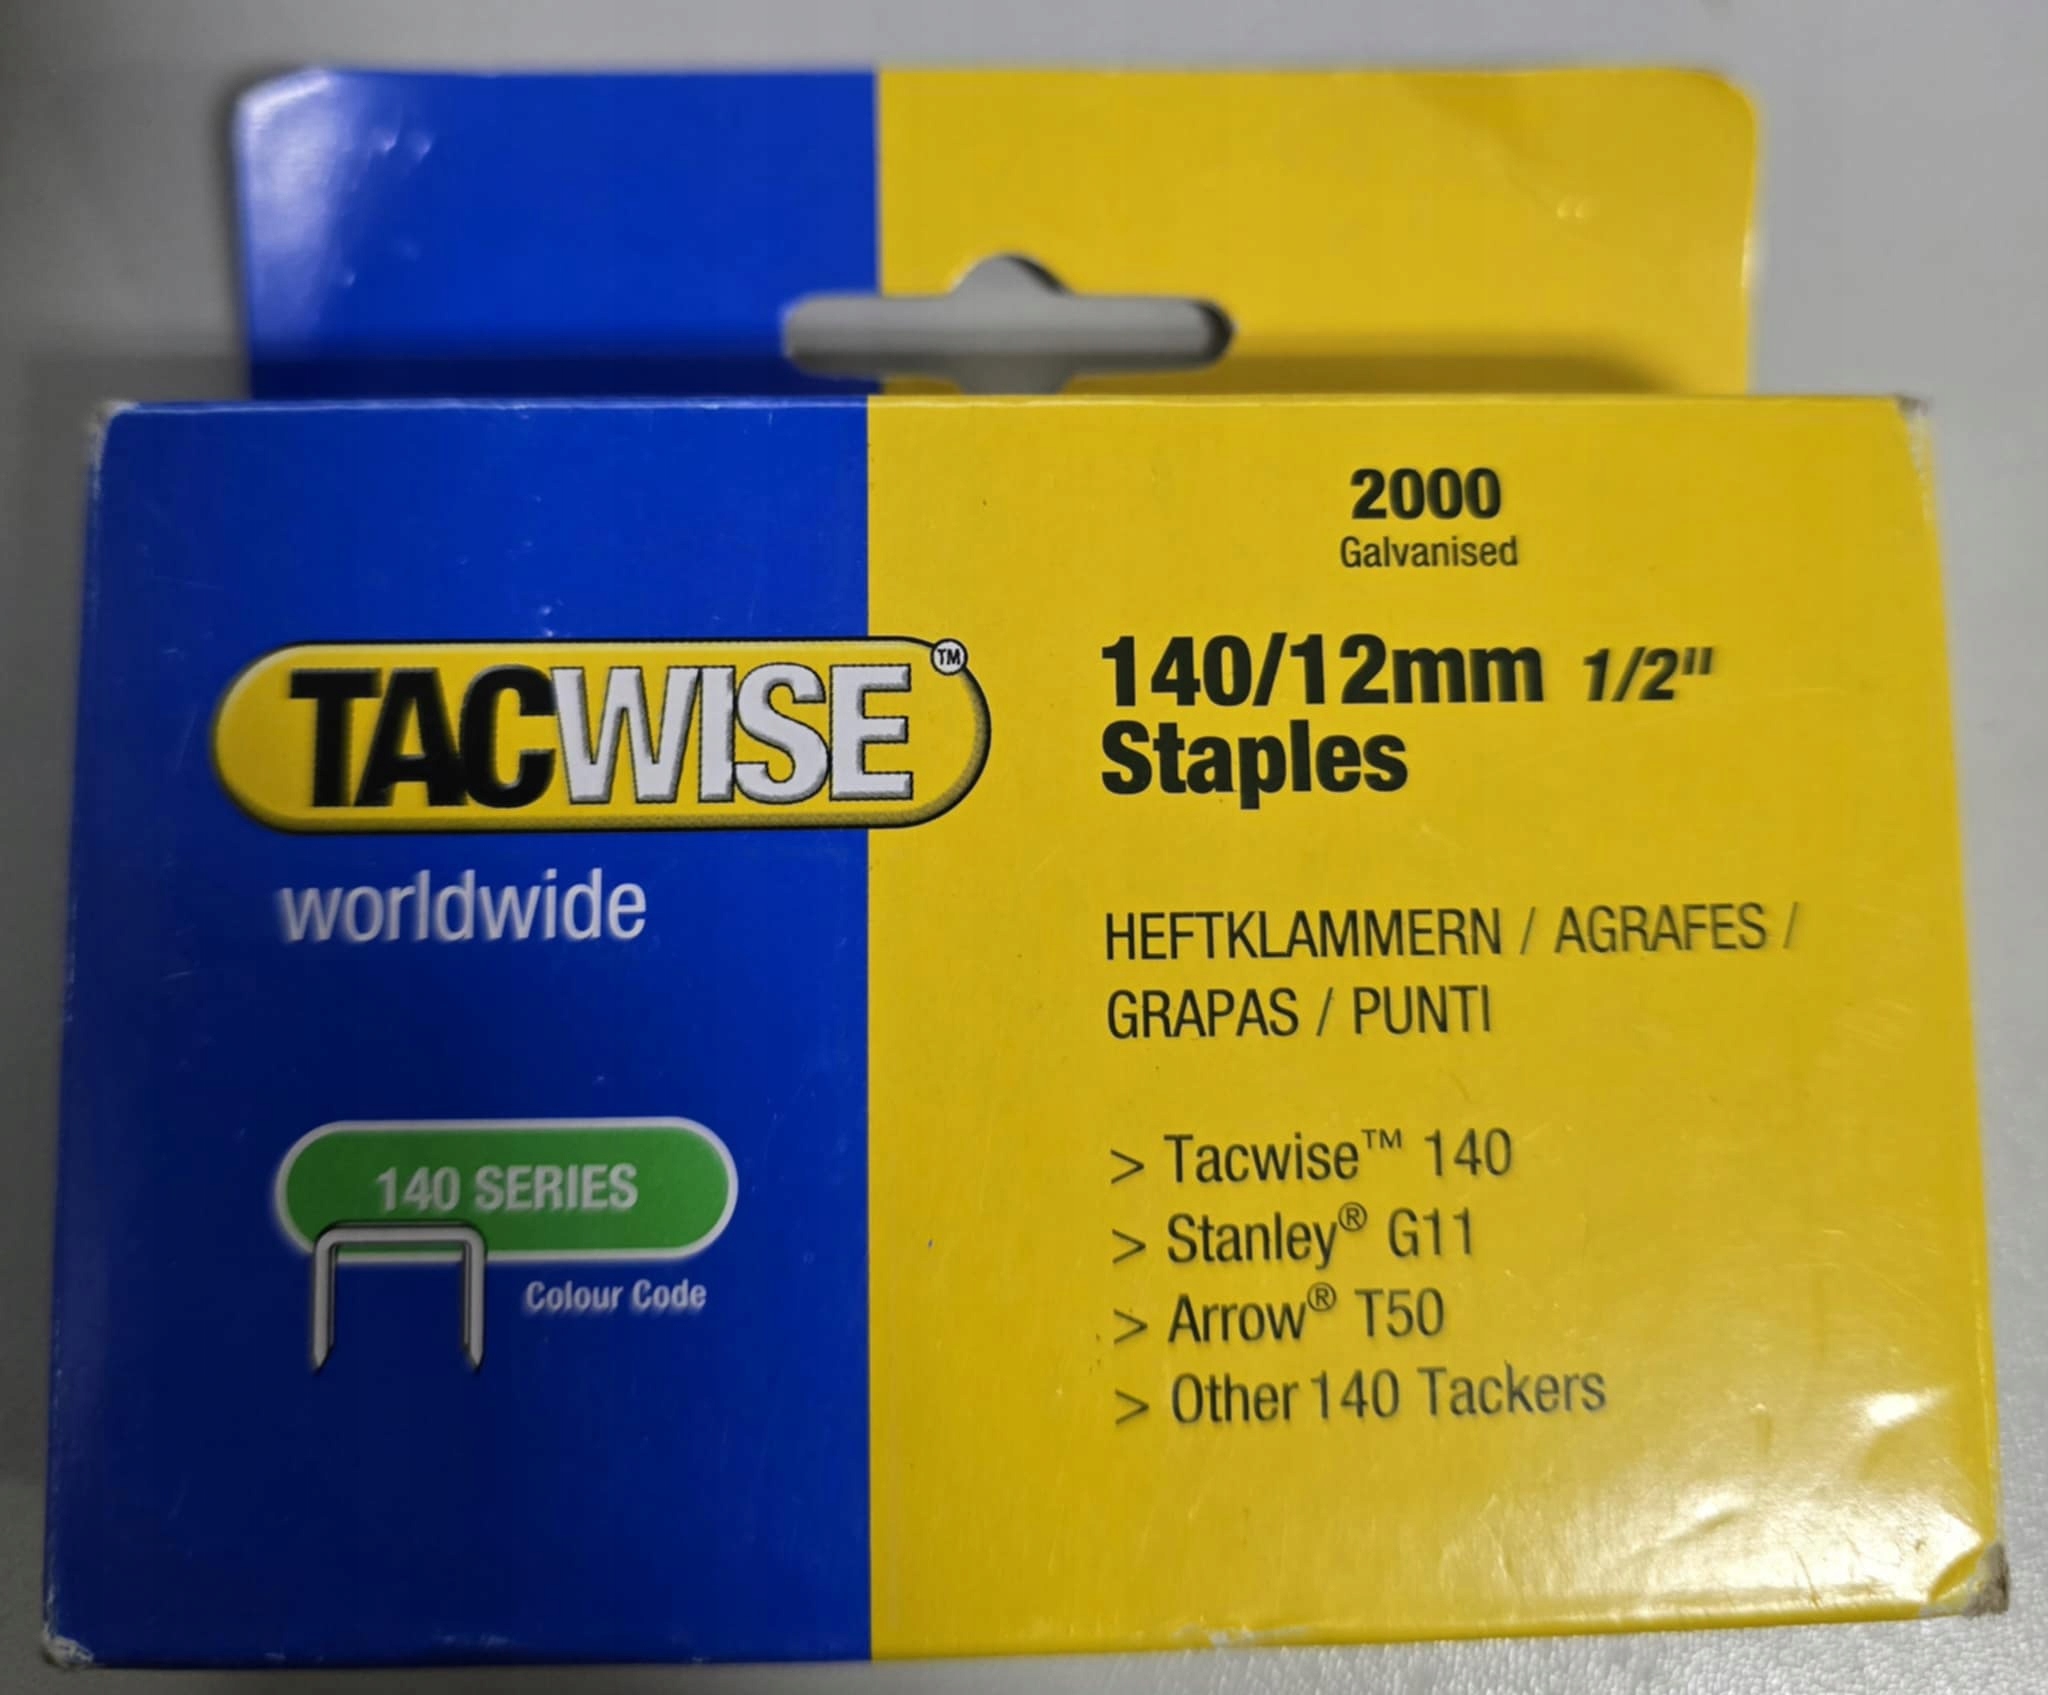 TACWISE™
worldwide
140 SERIES
Colour Code
2000
Galvanised
140/12mm 1/2"
Staples
HEFTKLAMMERN / AGRAFES /
GRAPAS / PUNTI
> Tacwise™ 140
> Stanley® G11
> Arrow® T50
> Other 140 Tackers